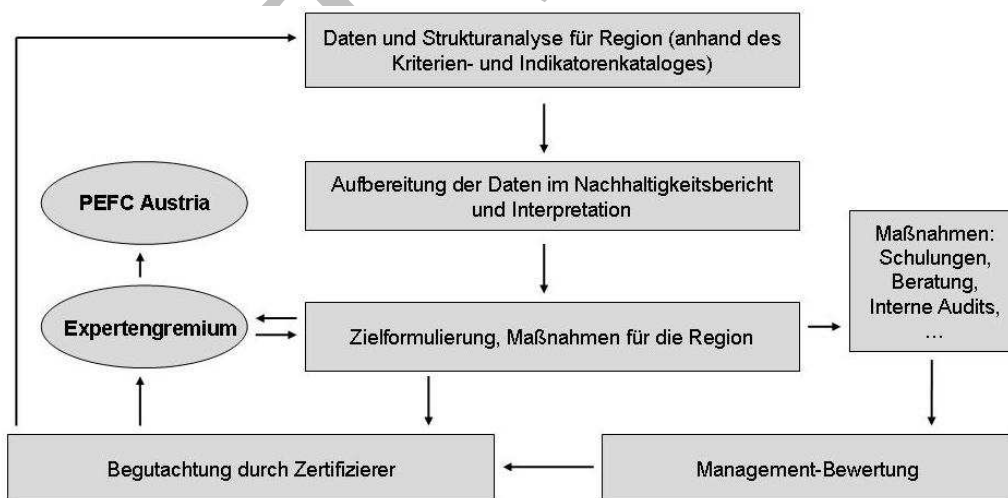 Daten und Strukturanalyse für Region (anhand des
Kriterien- und Indikatorenkataloges)
Aufbereitung der Daten im Nachhaltigkeitsbericht
und Interpretation
PEFC Austria
Maßnahmen:
Schulungen,
Beratung,
Interne Audits,
...
Expertengremium
Zielformulierung, Maßnahmen für die Region
Begutachtung durch Zertifizierer
Management-Bewertung